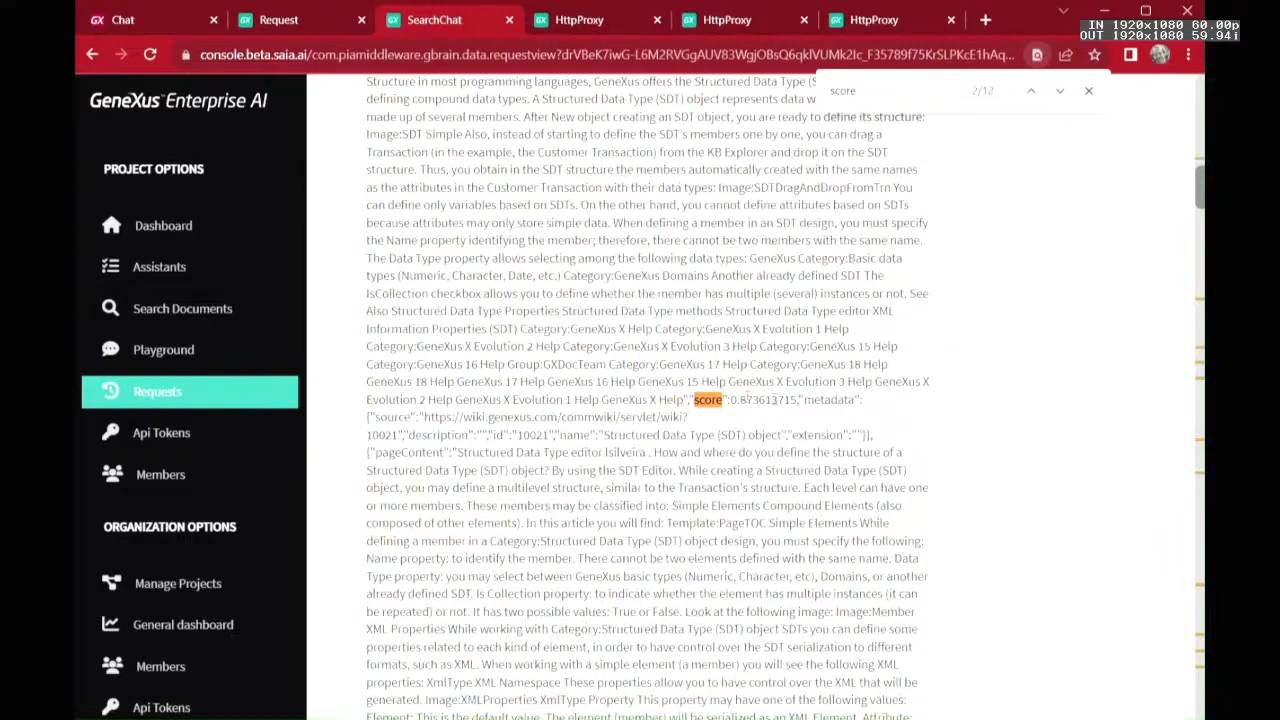 Chat
Request
SearchChat
HttpProxy
HttpProxy
HttpProxy
IN 1920x1080 60.00p
OUT 1920x1080 59.94i
console.beta.saia.ai/com.piamiddleware.gbrain.data.requestview?drVBeK7iwG-L6M2RVGgAUV83WgjOBsQ6qklVUMk2Ic_F35789f75KrSLPKcE1hAq...
score 2/12
GeneXus Enterprise AI
PROJECT OPTIONS
Dashboard
Assistants
Search Documents
Playground
Requests
Api Tokens
Members
ORGANIZATION OPTIONS
Manage Projects
General dashboard
Members
Api Tokens
Structure in most programming languages, GeneXus offers the Structured Data Type (S
defining compound data types. A Structured Data Type (SDT) object represents data w
made up of several members. After New object creating an SDT object, you are ready to define its structure:
Image:SDT Simple Also, instead of starting to define the SDT's members one by one, you can drag a
Transaction (in the example, the Customer Transaction) from the KB Explorer and drop it on the SDT
structure. Thus, you obtain in the SDT structure the members automatically created with the same names
as the attributes in the Customer Transaction with their data types: Image:SDTDragAndDropFromTrn You
can define only variables based on SDTs. On the other hand, you cannot define attributes based on SDTs
because attributes may only store simple data. When defining a member in an SDT design, you must specify
the Name property identifying the member; therefore, there cannot be two members with the same name.
The Data Type property allows selecting among the following data types: GeneXus Category:Basic data
types (Numeric, Character, Date, etc.) Category:GeneXus Domains Another already defined SDT The
IsCollection checkbox allows you to define whether the member has multiple (several) instances or not. See
Also Structured Data Type Properties Structured Data Type methods Structured Data Type editor XML
Information Properties (SDT) Category:GeneXus X Help Category:GeneXus X Evolution 1 Help
Category:GeneXus X Evolution 2 Help Category:GeneXus X Evolution 3 Help Category:GeneXus 15 Help
Category:GeneXus 16 Help Group:GXDocTeam Category:GeneXus 17 Help Category:GeneXus 18 Help
GeneXus 18 Help GeneXus 17 Help GeneXus 16 Help GeneXus 15 Help GeneXus X Evolution 3 Help GeneXus X
Evolution 2 Help GeneXus X Evolution 1 Help GeneXus X Help","score":0.873613715,"metadata":
{"source":"https://wiki.genexus.com/commwiki/servlet/wiki?
10021","description":"","id":"10021","name":"Structured Data Type (SDT) object","extension":""}},
{"pageContent":"Structured Data Type editor lsilveira . How and where do you define the structure of a
Structured Data Type (SDT) object? By using the SDT Editor. While creating a Structured Data Type (SDT)
object, you may define a multilevel structure, similar to the Transaction's structure. Each level can have one
or more members. These members may be classified into: Simple Elements Compound Elements (also
composed of other elements). In this article you will find: Template:PageTOC Simple Elements While
defining a member in a Category:Structured Data Type (SDT) object design, you must specify the following:
Name property: to identify the member. There cannot be two elements defined with the same name. Data
Type property: you may select between GeneXus basic types (Numeric, Character, etc), Domains, or another
already defined SDT. Is Collection property: to indicate whether the element has multiple instances (it can
be repeated) or not. It has two possible values: True or False. Look at the following image: Image:Member
XML Properties While working with Category:Structured Data Type (SDT) object SDTs you can define some
properties related to each kind of element, in order to have control over the SDT serialization to different
formats, such as XML. When working with a simple element (a member) you will see the following XML
properties: XmlType XML Namespace These properties allow you to have control over the XML that will be
generated. Image:XMLProperties XmlType Property This property may have one of the following values:
Element: This is the default value. The element (member) will be serialized as an XML Element. Attribute: